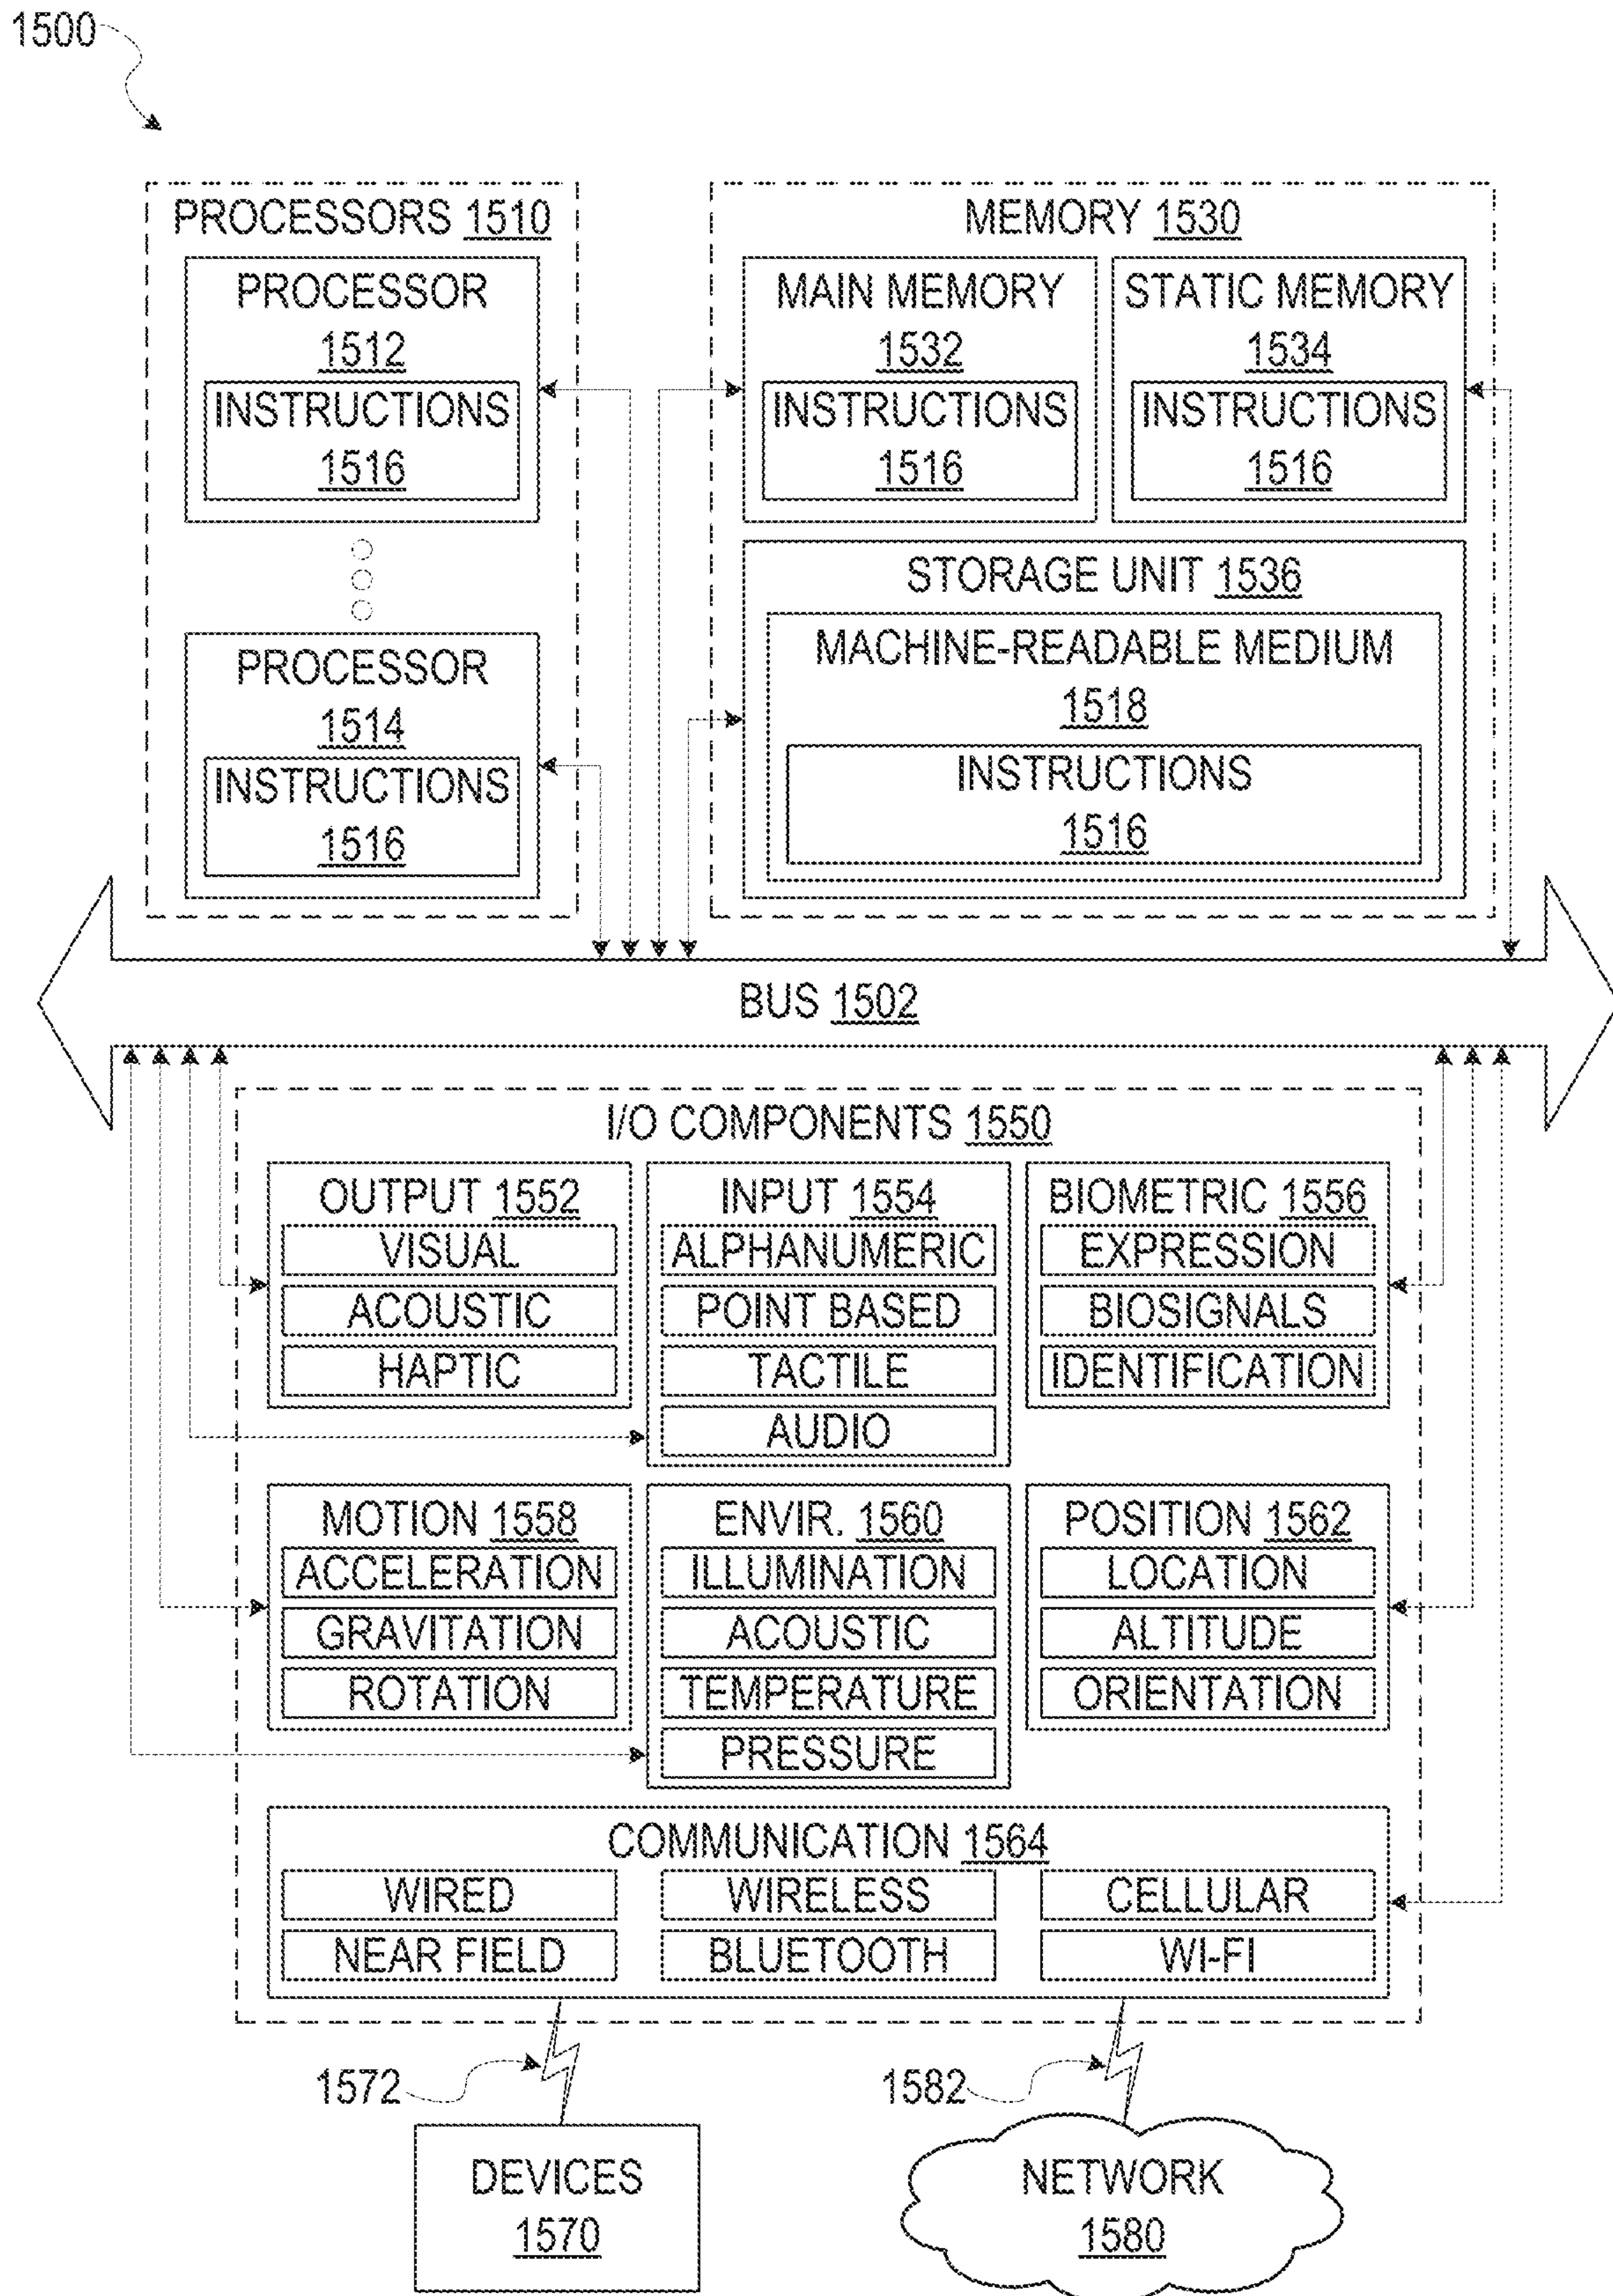 1500
PROCESSORS 1510
PROCESSOR
1512
INSTRUCTIONS
1516
PROCESSOR
1514
INSTRUCTIONS
1516
MEMORY 1530
MAIN MEMORY
1532
INSTRUCTIONS
1516
STATIC MEMORY
1534
INSTRUCTIONS
1516
STORAGE UNIT 1536
MACHINE-READABLE MEDIUM
1518
INSTRUCTIONS
1516
BUS 1502
I/O COMPONENTS 1550
OUTPUT 1552
VISUAL
ACOUSTIC
HAPTIC
INPUT 1554
ALPHANUMERIC
POINT BASED
TACTILE
AUDIO
BIOMETRIC 1556
EXPRESSION
BIOSIGNALS
IDENTIFICATION
MOTION 1558
ACCELERATION
GRAVITATION
ROTATION
ENVIR. 1560
ILLUMINATION
ACOUSTIC
TEMPERATURE
PRESSURE
POSITION 1562
LOCATION
ALTITUDE
ORIENTATION
COMMUNICATION 1564
WIRED
WIRELESS
CELLULAR
NEAR FIELD
BLUETOOTH
WI-FI
1572
1582
DEVICES
1570
NETWORK
1580